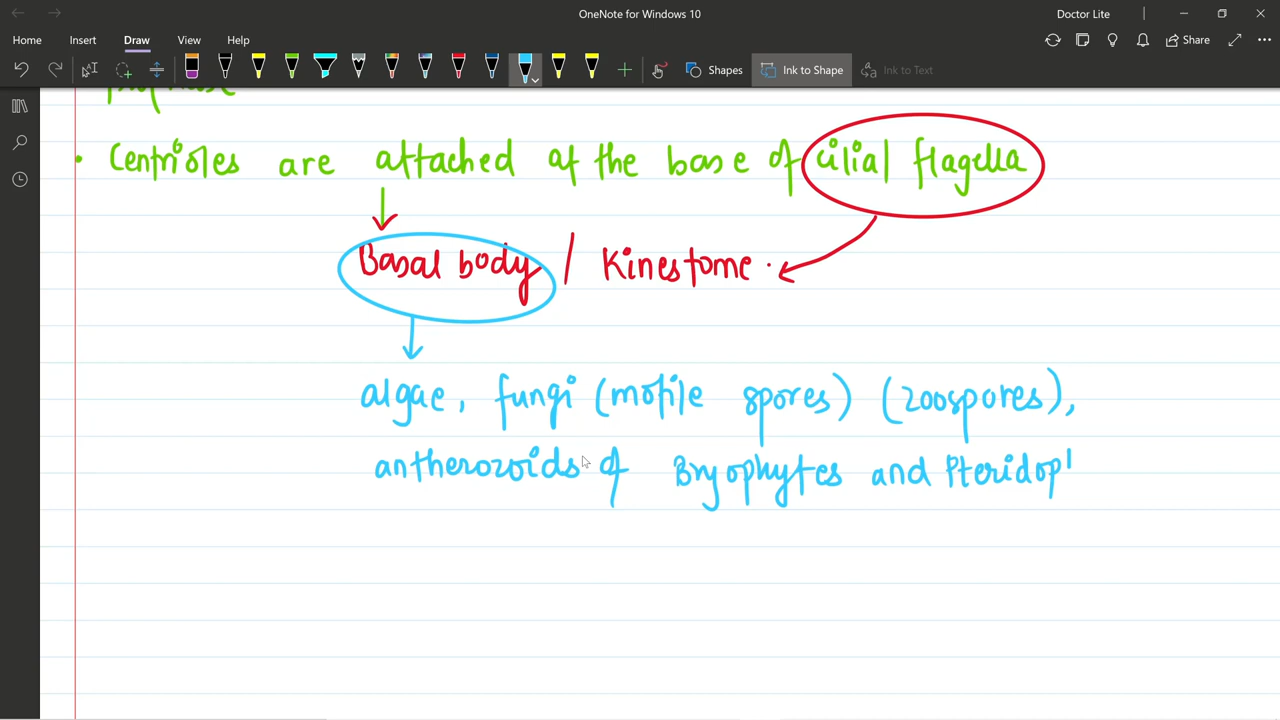 OneNote for Windows 10
Doctor Lite
Home Insert Draw View Help
Share
Shapes
Ink to Shape
Ink to Text
• Centrioles are attached at the base of cilial flagella
Basal body / Kinestome .
algae, fungi (motile spores) (zoospores),
antherozoids of Bryophytes and Pteridop